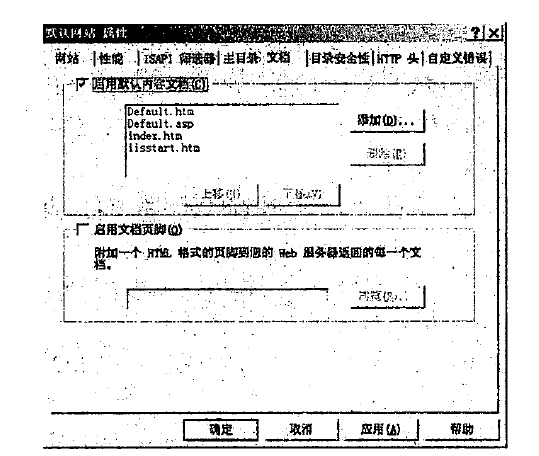 默认网站 属性
网站 性能 ISAPI 筛选器 主目录 文档 目录安全性 HTTP 头 自定义错误
启用默认内容文档(C)
Default.htm
Default.asp
index.htm
iisstart.htm
添加(D)...
删除(R)
上移(U) 下移
启用文档页脚(O)
附加一个 HTML 格式的页脚到您的 Web 服务器返回的每一个文
档。
浏览
确定 取消 应用(A) 帮助